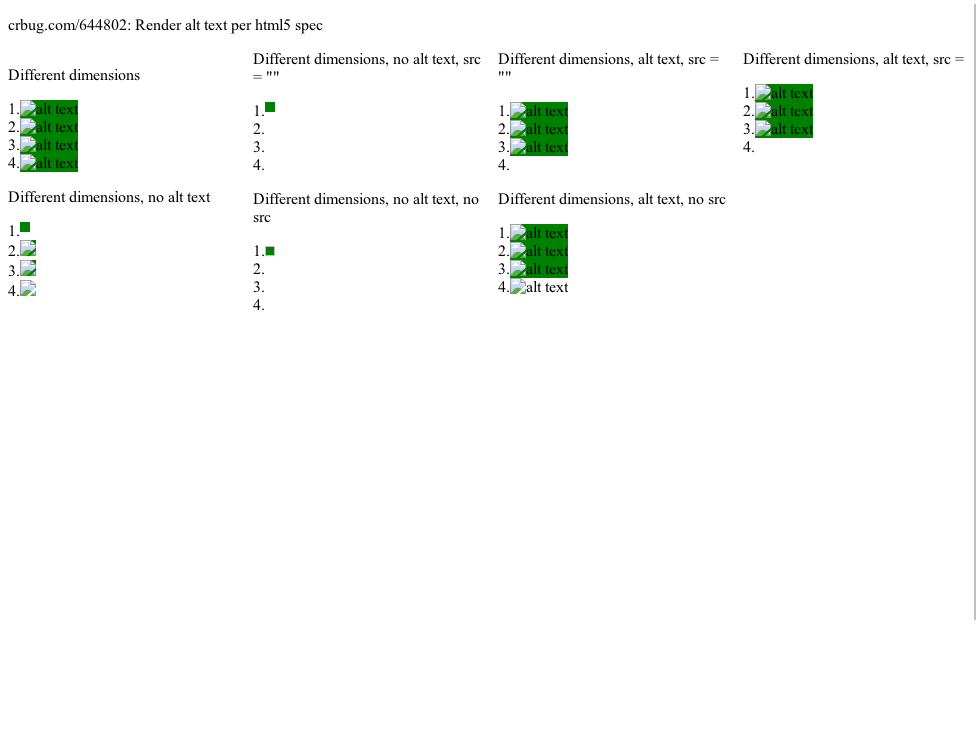 crbug.com/644802: Render alt text per html5 spec
Different dimensions
1. alt text
2. alt text
3. alt text
4. alt text
Different dimensions, no alt text
1.
2.
3.
4.
Different dimensions, no alt text, src
= ""
1.
2.
3.
4.
Different dimensions, no alt text, no
src
1.
2.
3.
4.
Different dimensions, alt text, src =
""
1. alt text
2. alt text
3. alt text
4.
Different dimensions, alt text, no src
1. alt text
2. alt text
3. alt text
4. alt text
Different dimensions, alt text, src =
1. alt text
2. alt text
3. alt text
4.